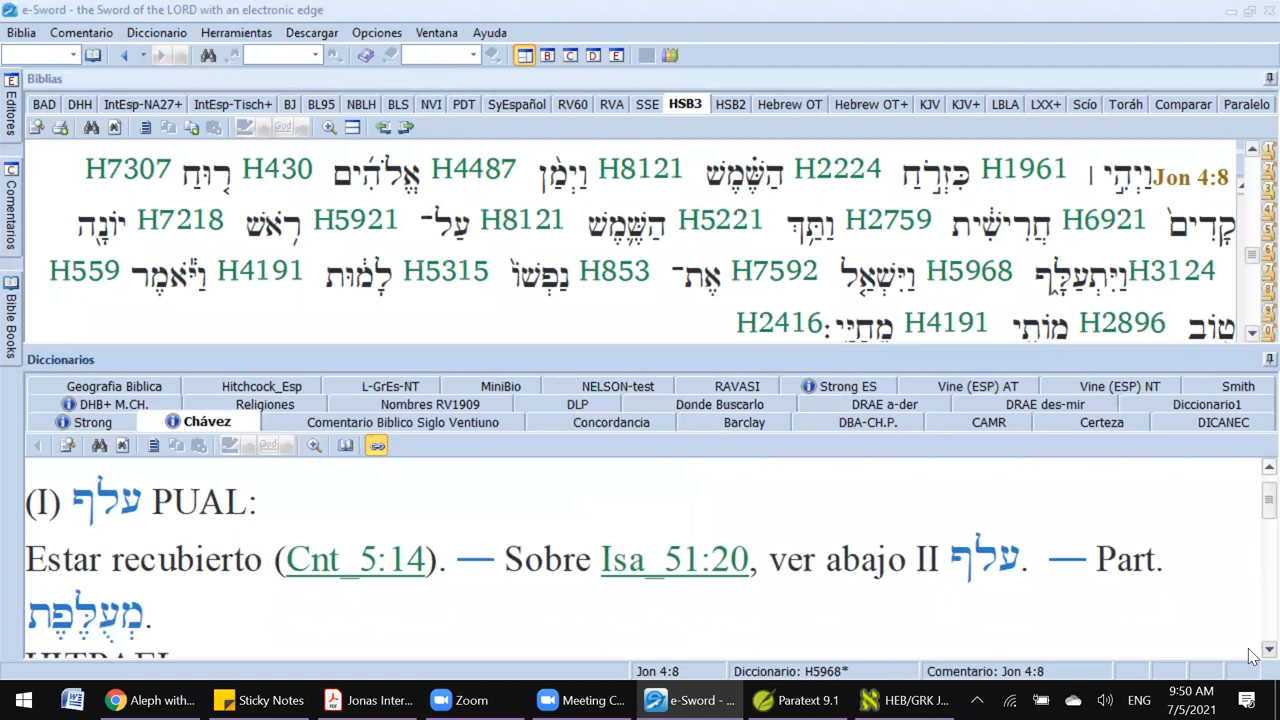 e-Sword - the Sword of the LORD with an electronic edge
Biblia Comentario Diccionario Herramientas Descargar Opciones Ventana Ayuda
B C D E
Biblias
E Editores
C Comentarios
Bible Books
BAD DHH IntEsp-NA27+ IntEsp-Tisch+ BJ BL95 NBLH BLS NVI PDT SyEspañol RV60 RVA SSE HSB3 HSB2 Hebrew OT Hebrew OT+ KJV KJV+ LBLA LXX+ Scío Toráh Comparar Paralelo
Jon 4:8 וַיְהִ֣י ׀ H1961 כִּזְרֹ֣חַ H2224 הַשֶּׁ֗מֶשׁ H8121 וַיְמַ֨ן H4487 אֱלֹהִ֜ים H430 ר֤וּחַ H7307
קָדִים֙ H6921 חֲרִישִׁ֔ית H2759 וַתַּ֥ךְ H5221 הַשֶּׁ֛מֶשׁ H8121 עַל־ H5921 רֹ֥אשׁ H7218 יוֹנָ֖ה
H3124 וַיִּתְעַלָּ֑ף H5968 וַיִּשְׁאַ֤ל H7592 אֶת־ H853 נַפְשׁוֹ֙ H5315 לָמ֔וּת H4191 וַיֹּ֕אמֶר H559
ט֥וֹב H2896 מוֹתִ֖י H4191 מֵחַיָּֽי׃ H2416
Diccionarios
Geografia Biblica Hitchcock_Esp L-GrEs-NT MiniBio NELSON-test RAVASI Strong ES Vine (ESP) AT Vine (ESP) NT Smith
DHB+ M.CH. Religiones Nombres RV1909 DLP Donde Buscarlo DRAE a-der DRAE des-mir Diccionario1
Strong Chávez Comentario Biblico Siglo Ventiuno Concordancia Barclay DBA-CH.P. CAMR Certeza DICANEC
(I) עלף PUAL:
Estar recubierto (Cnt_5:14). — Sobre Isa_51:20, ver abajo II עלף. — Part.
מְעֻלֶּפֶת.
Jon 4:8 Diccionario: H5968* Comentario: Jon 4:8
Aleph with... Sticky Notes Jonas Inter... Zoom Meeting C... e-Sword - ... Paratext 9.1 HEB/GRK J... ENG 9:50 AM
7/5/2021